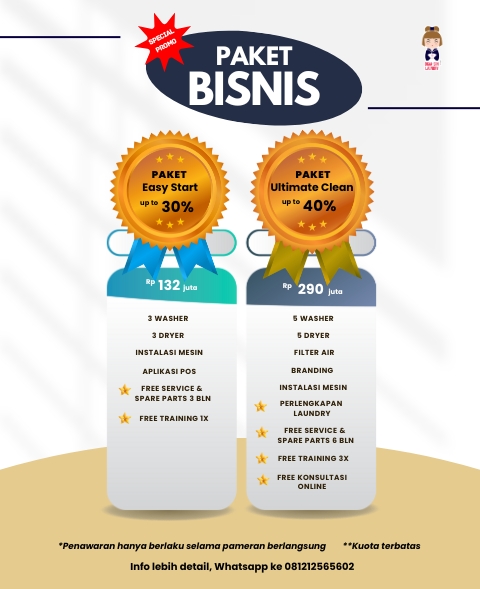 SPECIAL
PROMO
PAKET
BISNIS
PAKET
Easy Start
up to 30%
Rp 132 juta
3 WASHER
3 DRYER
INSTALASI MESIN
APLIKASI POS
FREE SERVICE &
SPARE PARTS 3 BLN
FREE TRAINING 1X
PAKET
Ultimate Clean
up to 40%
Rp 290 juta
5 WASHER
5 DRYER
FILTER AIR
BRANDING
INSTALASI MESIN
PERLENGKAPAN
LAUNDRY
FREE SERVICE &
SPARE PARTS 6 BLN
FREE TRAINING 3X
FREE KONSULTASI
ONLINE
*Penawaran hanya berlaku selama pameran berlangsung **Kuota terbatas
Info lebih detail, Whatsapp ke 081212565602